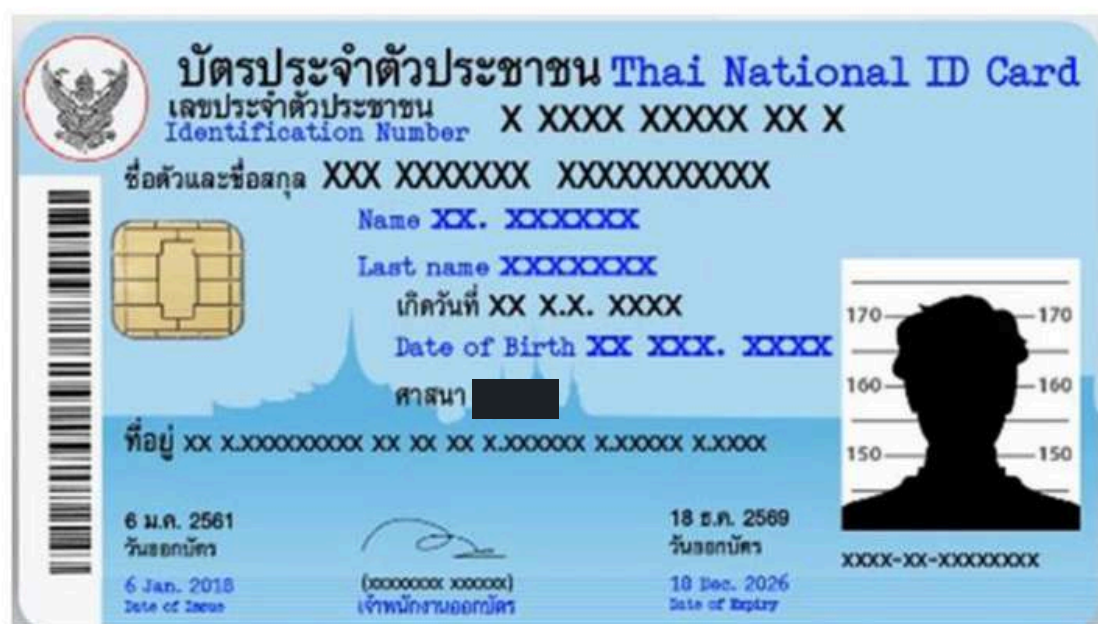 บัตรประจำตัวประชาชน Thai National ID Card
เลขประจำตัวประชาชน
Identification Number X XXXX XXXXX XX X
ชื่อตัวและชื่อสกุล XXX XXXXXXX XXXXXXXXXXX
Name XX. XXXXXXX
Last name XXXXXXXX
เกิดวันที่ XX X.X. XXXX
Date of Birth XX XXX. XXXX
ศาสนา
ที่อยู่ XX X.XXXXXXXXX XX XX XX X.XXXXXX X.XXXXX X.XXXX
170 170
160 160
150 150
6 ม.ค. 2561
วันออกบัตร
6 Jan. 2018
Date of Issue
(xxxxxxxx xxxxxx)
เจ้าพนักงานออกบัตร
18 ธ.ค. 2569
วันออกบัตร
18 Dec. 2026
Date of Expiry
XXXX-XX-XXXXXXXX